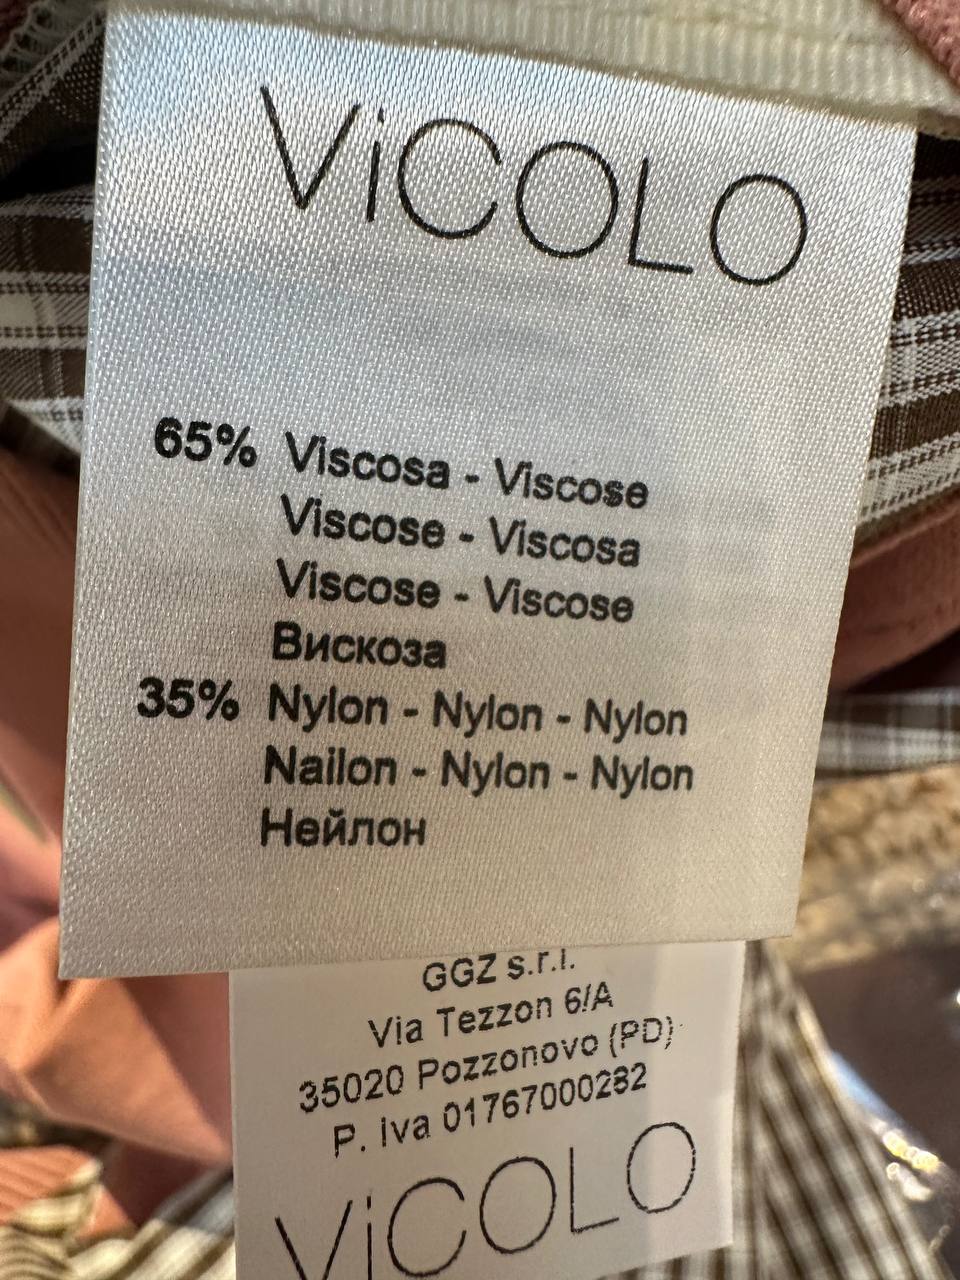 ViCOLO
65% Viscosa - Viscose
Viscose - Viscosa
Viscose - Viscose
Вискоза
35% Nylon - Nylon - Nylon
Nailon - Nylon - Nylon
Нейлон
GGZ s.r.l.
Via Tezzon 6/A
35020 Pozzonovo (PD)
P. Iva 01767000282
ViCOLO